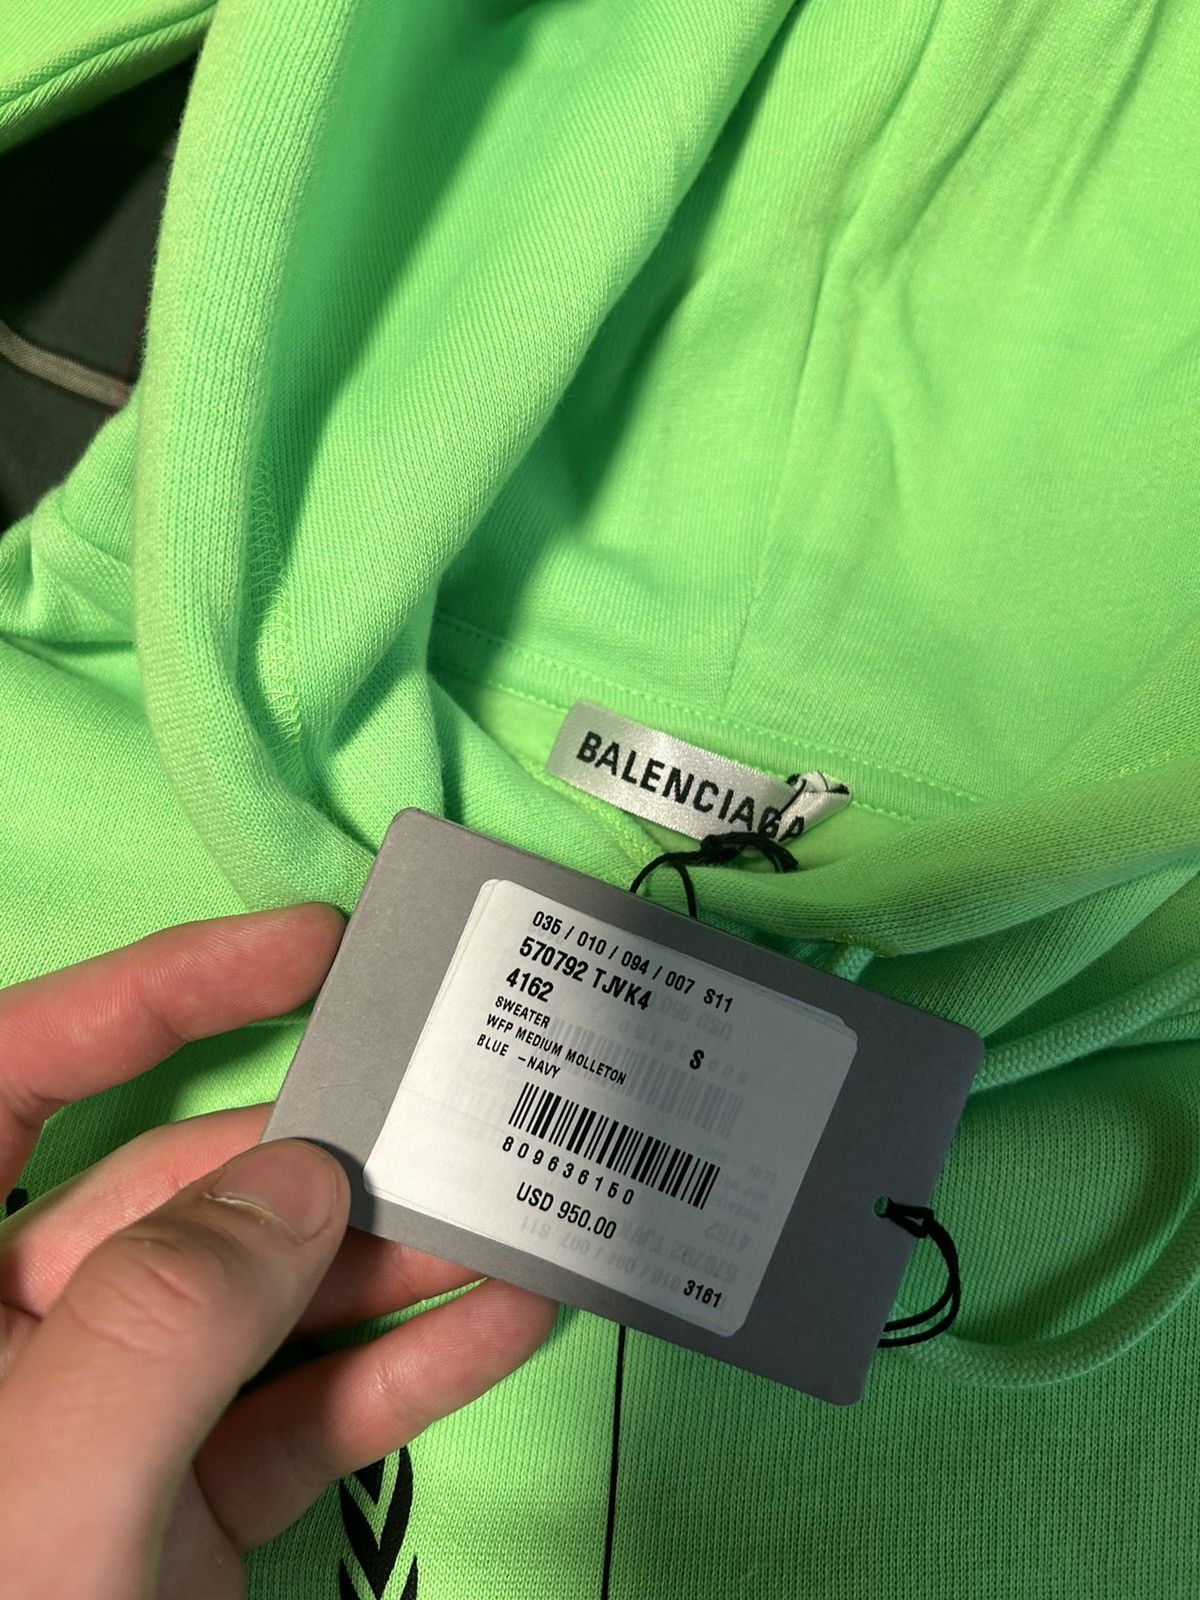 BALENCIAGA
035 / 010 / 094 / 007 S11
570792 TJVK4
4162 S
SWEATER
WFP MEDIUM MOLLETON
BLUE -NAVY
809636150
USD 950.00
3161